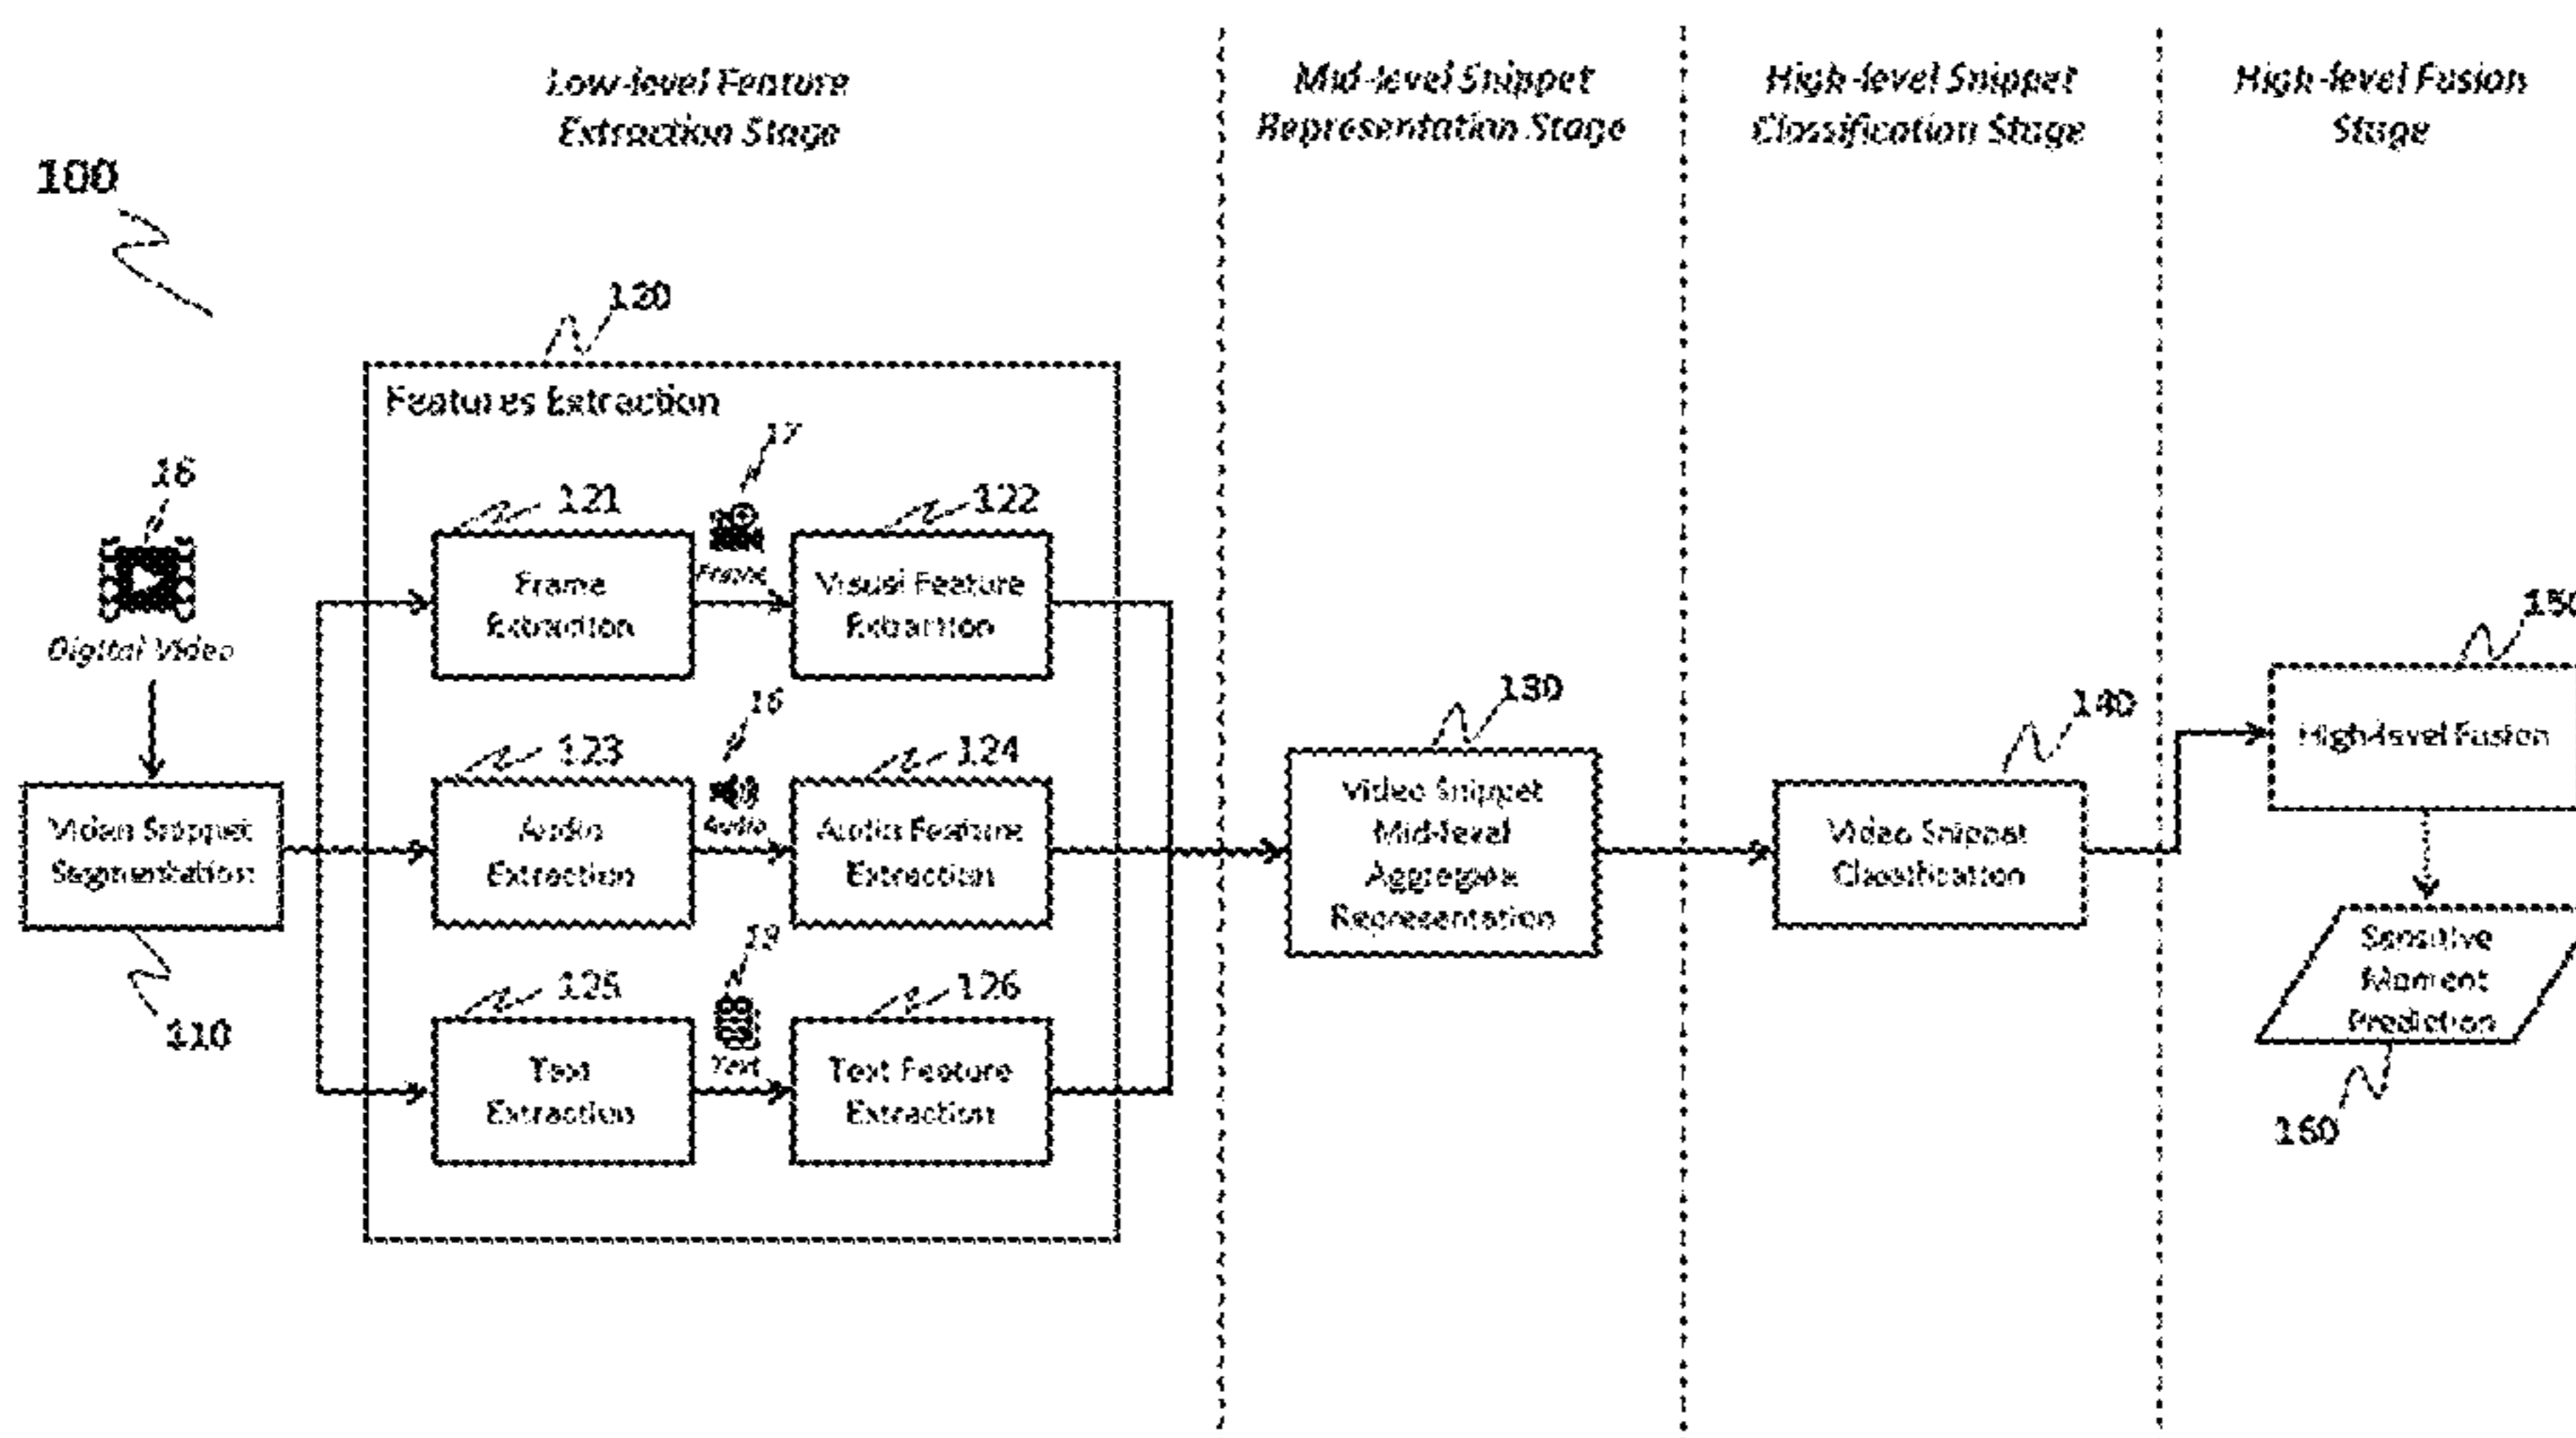 Low-level Feature
Extraction Stage
Mid-level Snippet
Representation Stage
High-level Snippet
Classification Stage
High-level Fusion
Stage
100
120
Features Extraction
16
Digital Video
Video Snippet
Segmentation
110
121
Frame
Extraction
17
Frame
122
Visual Feature
Extraction
123
Audio
Extraction
Audio
124
Audio Feature
Extraction
125
Text
Extraction
Text
126
Text Feature
Extraction
130
Video Snippet
Mid-level
Aggregate
Representation
140
Video Snippet
Classification
150
High-level Fusion
Sensitive
Moment
Prediction
160